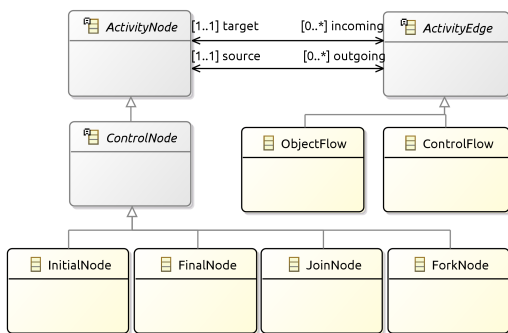 ActivityNode
[1..1] target
[0..*] incoming
ActivityEdge
[1..1] source
[0..*] outgoing
ControlNode
ObjectFlow
ControlFlow
InitialNode
FinalNode
JoinNode
ForkNode